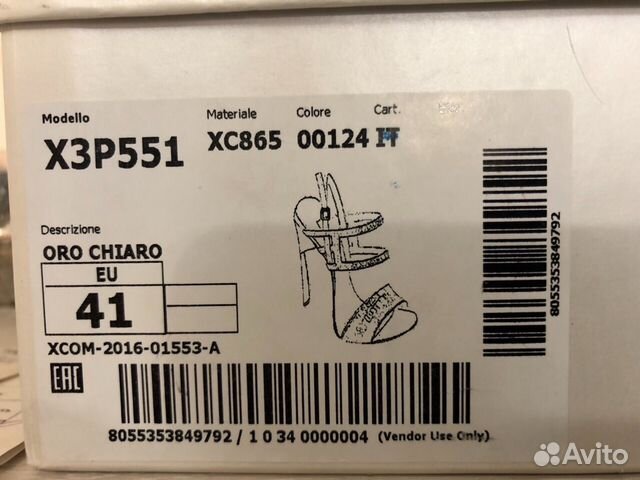 Modello
X3P551
Materiale
XC865
Colore
00124
Cart.
IT
Descrizione
ORO CHIARO
EU
41
XCOM-2016-01553-A
EAC
8055353849792 / 1 0 34 0000004 (Vendor Use Only)
8055353849792
Avito